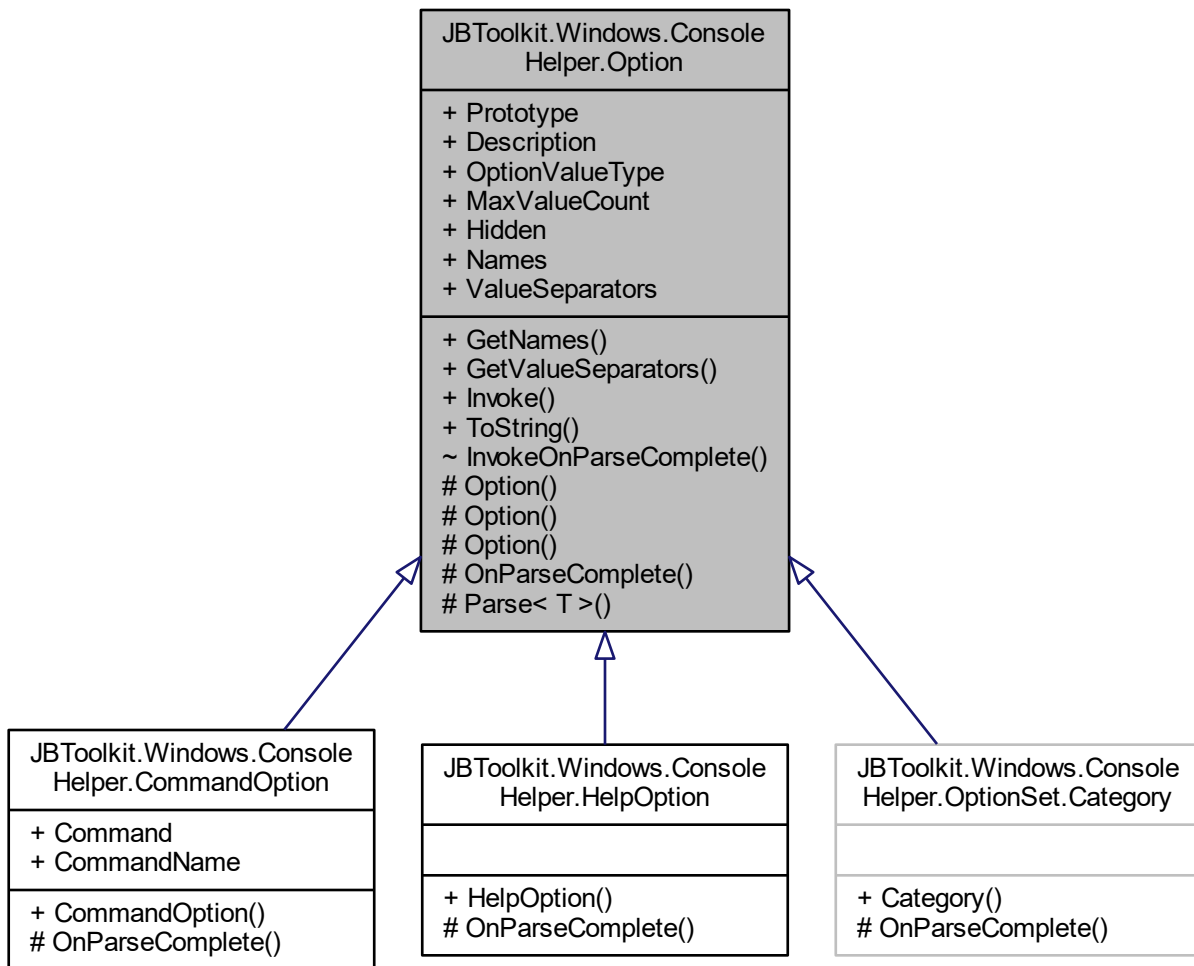 JBToolkit.Windows.Console
Helper.Option
+ Prototype
+ Description
+ OptionValueType
+ MaxValueCount
+ Hidden
+ Names
+ ValueSeparators
+ GetNames()
+ GetValueSeparators()
+ Invoke()
+ ToString()
~ InvokeOnParseComplete()
# Option()
# Option()
# Option()
# OnParseComplete()
# Parse< T >()
JBToolkit.Windows.Console
Helper.CommandOption
+ Command
+ CommandName
+ CommandOption()
# OnParseComplete()
JBToolkit.Windows.Console
Helper.HelpOption
+ HelpOption()
# OnParseComplete()
JBToolkit.Windows.Console
Helper.OptionSet.Category
+ Category()
# OnParseComplete()